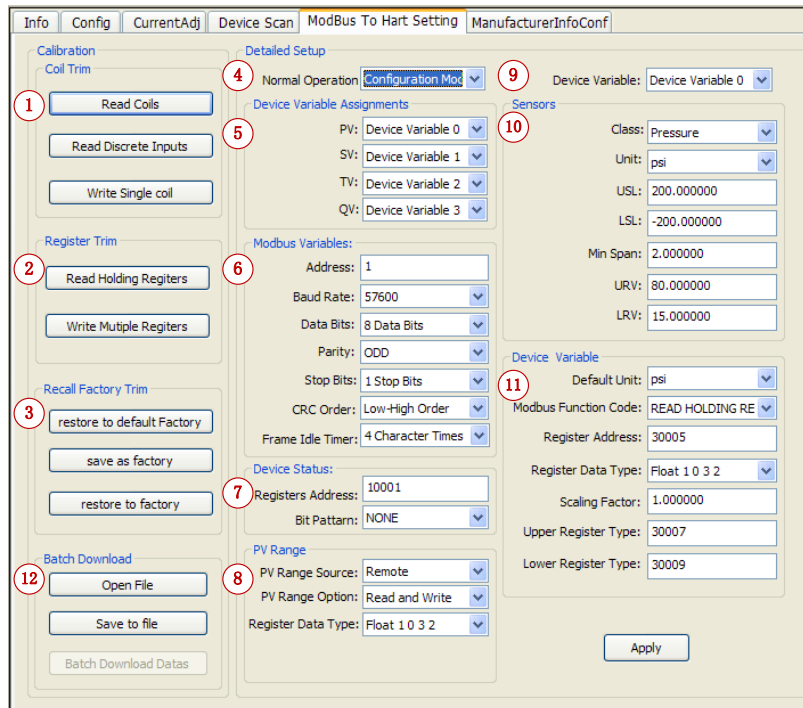 Info Config CurrentAdj Device Scan ModBus To Hart Setting ManufacturerInfoConf
Calibration
Coil Trim
1 Read Coils
Read Discrete Inputs
Write Single coil
Register Trim
2 Read Holding Regiters
Write Mutiple Regiters
Recall Factory Trim
3 restore to default Factory
save as factory
restore to factory
Batch Download
12 Open File
Save to file
Batch Download Datas
Detailed Setup
4 Normal Operation Configuration Moc
Device Variable Assignments
5 PV: Device Variable 0
SV: Device Variable 1
TV: Device Variable 2
QV: Device Variable 3
Modbus Variables:
6 Address: 1
Baud Rate: 57600
Data Bits: 8 Data Bits
Parity: ODD
Stop Bits: 1 Stop Bits
CRC Order: Low-High Order
Frame Idle Timer: 4 Character Times
Device Status:
7 Registers Address: 10001
Bit Pattarn: NONE
PV Range
8 PV Range Source: Remote
PV Range Option: Read and Write
Register Data Type: Float 1 0 3 2
9 Device Variable: Device Variable 0
Sensors
10 Class: Pressure
Unit: psi
USL: 200.000000
LSL: -200.000000
Min Span: 2.000000
URV: 80.000000
LRV: 15.000000
Device Variable
11 Default Unit: psi
Modbus Function Code: READ HOLDING RE
Register Address: 30005
Register Data Type: Float 1 0 3 2
Scaling Factor: 1.000000
Upper Register Type: 30007
Lower Register Type: 30009
Apply